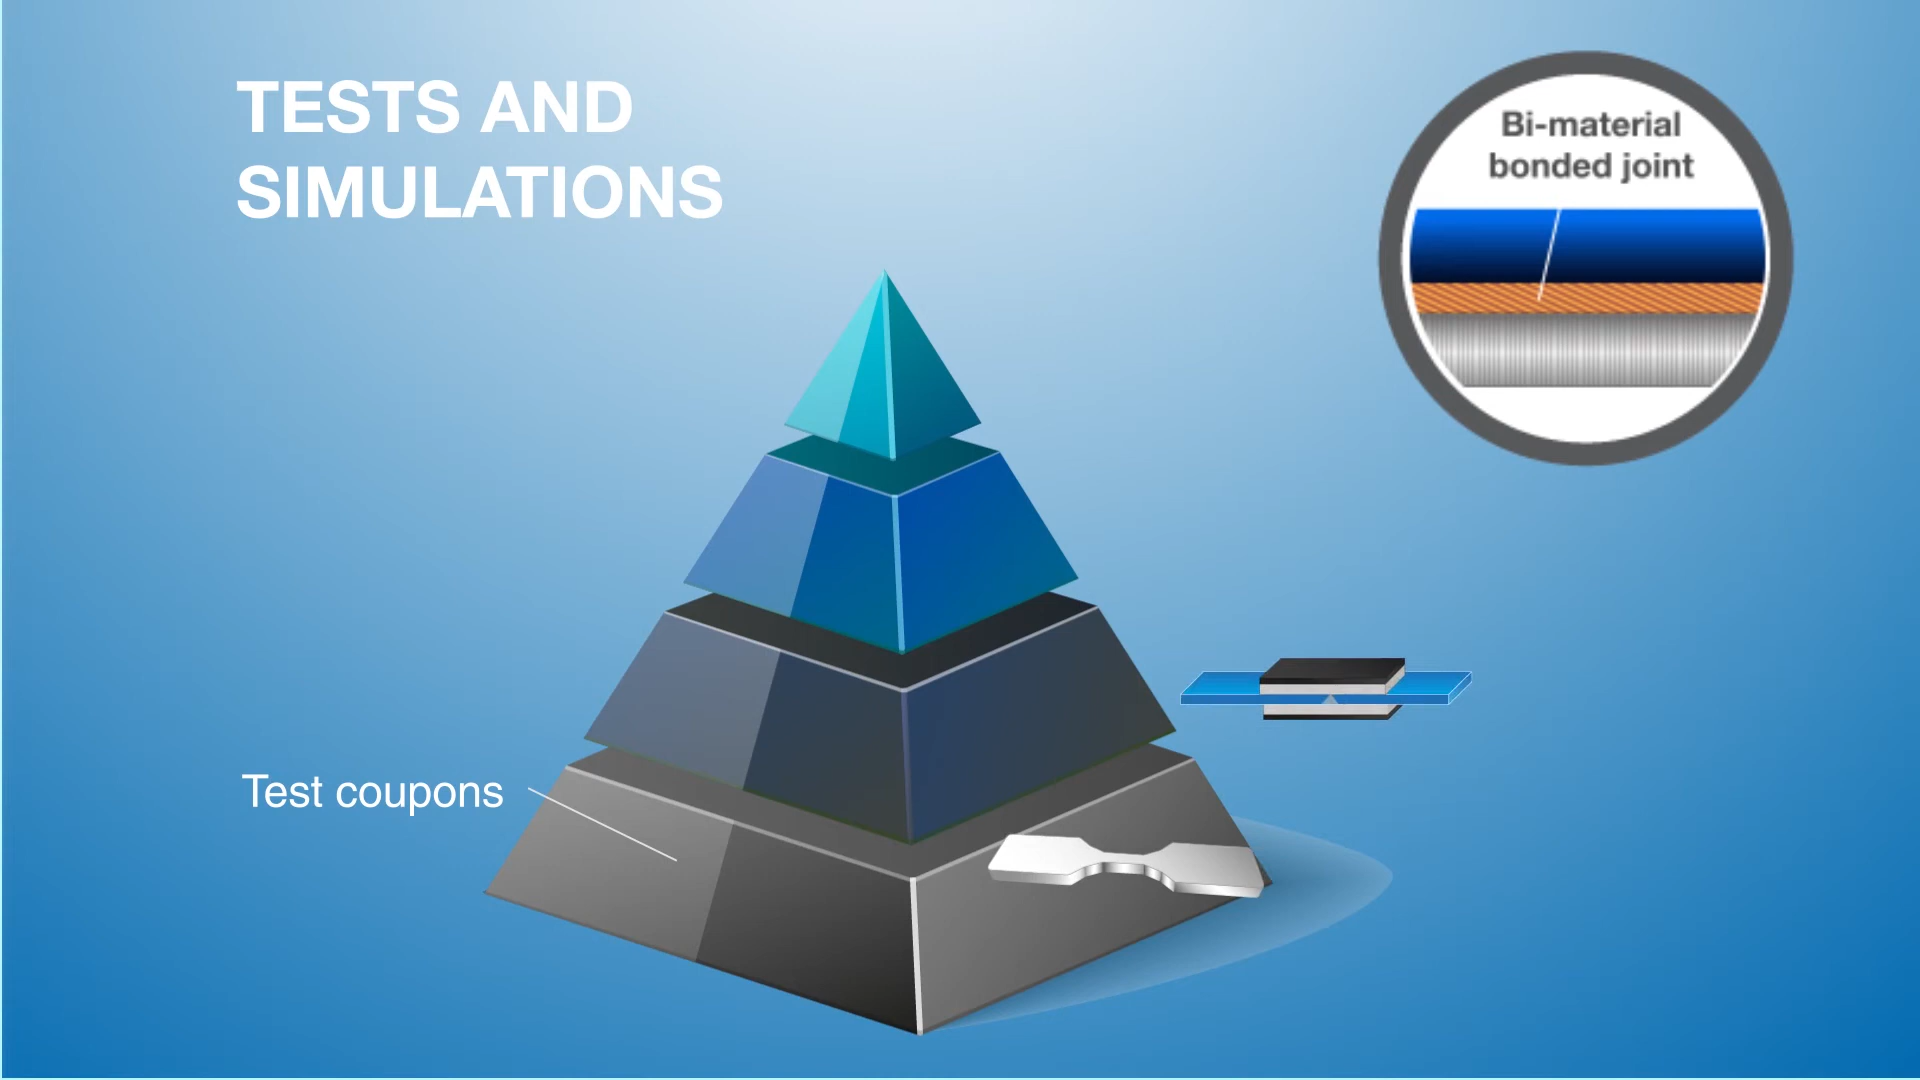 TESTS AND
SIMULATIONS
Bi-material
bonded joint
Test coupons